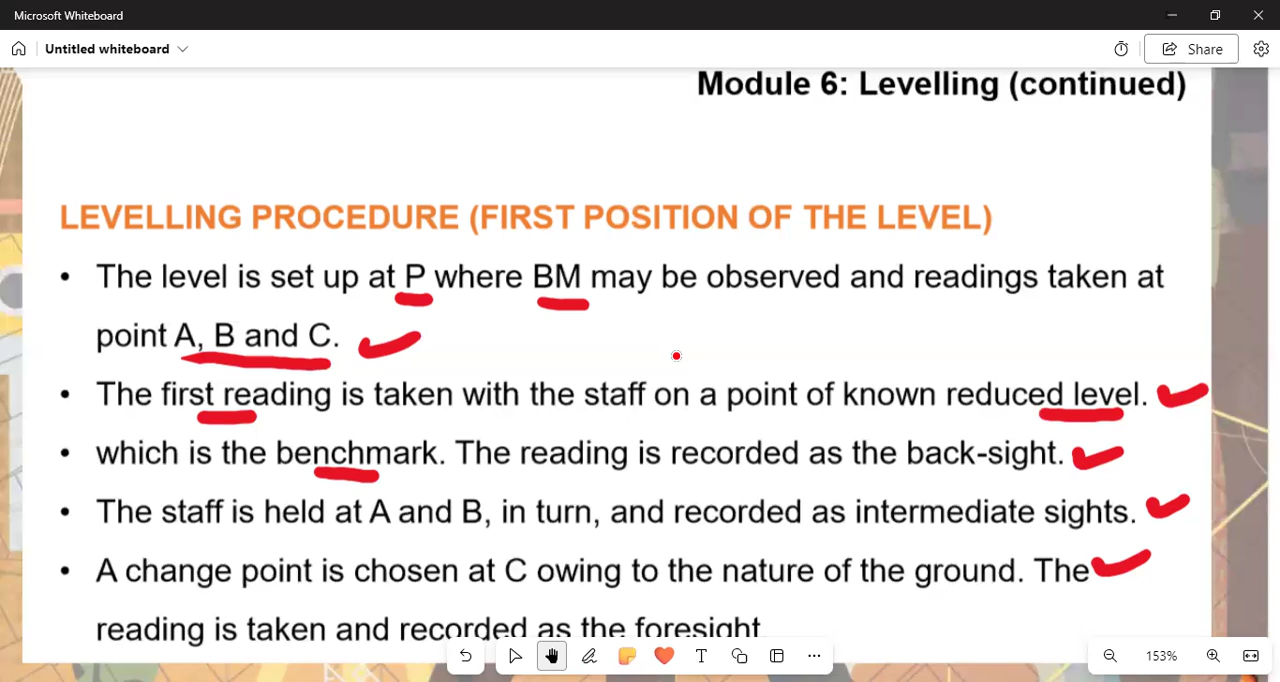 Microsoft Whiteboard
Untitled whiteboard
Share
Module 6: Levelling (continued)
LEVELLING PROCEDURE (FIRST POSITION OF THE LEVEL)
• The level is set up at P where BM may be observed and readings taken at
point A, B and C.
• The first reading is taken with the staff on a point of known reduced level.
• which is the benchmark. The reading is recorded as the back-sight.
• The staff is held at A and B, in turn, and recorded as intermediate sights.
• A change point is chosen at C owing to the nature of the ground. The
reading is taken and recorded as the foresight
153%